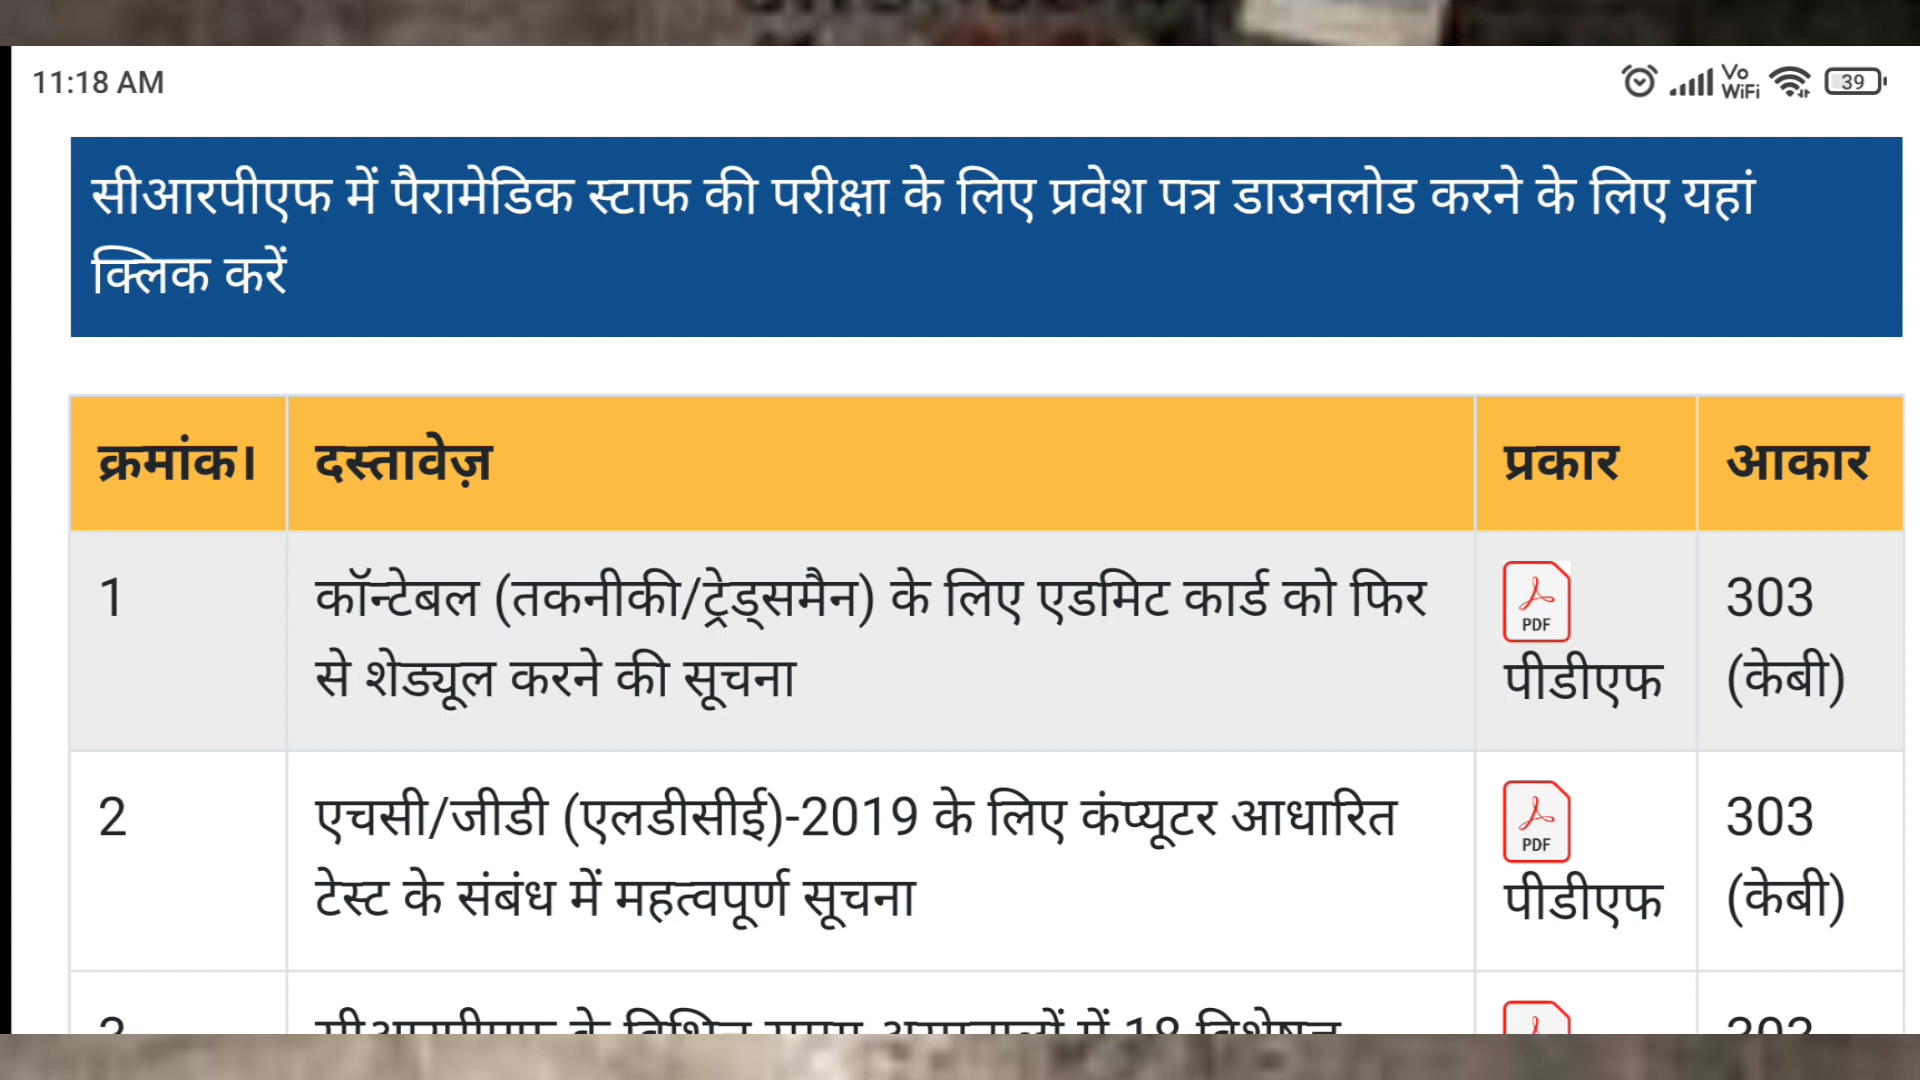 11:18 AM
Vo
WiFi
39
सीआरपीएफ में पैरामेडिक स्टाफ की परीक्षा के लिए प्रवेश पत्र डाउनलोड करने के लिए यहां
क्लिक करें
क्रमांक। दस्तावेज़ प्रकार आकार
1 कॉन्टेबल (तकनीकी/ट्रेड्समैन) के लिए एडमिट कार्ड को फिर
से शेड्यूल करने की सूचना
PDF
पीडीएफ
303
(केबी)
2 एचसी/जीडी (एलडीसीई)-2019 के लिए कंप्यूटर आधारित
टेस्ट के संबंध में महत्वपूर्ण सूचना
PDF
पीडीएफ
303
(केबी)